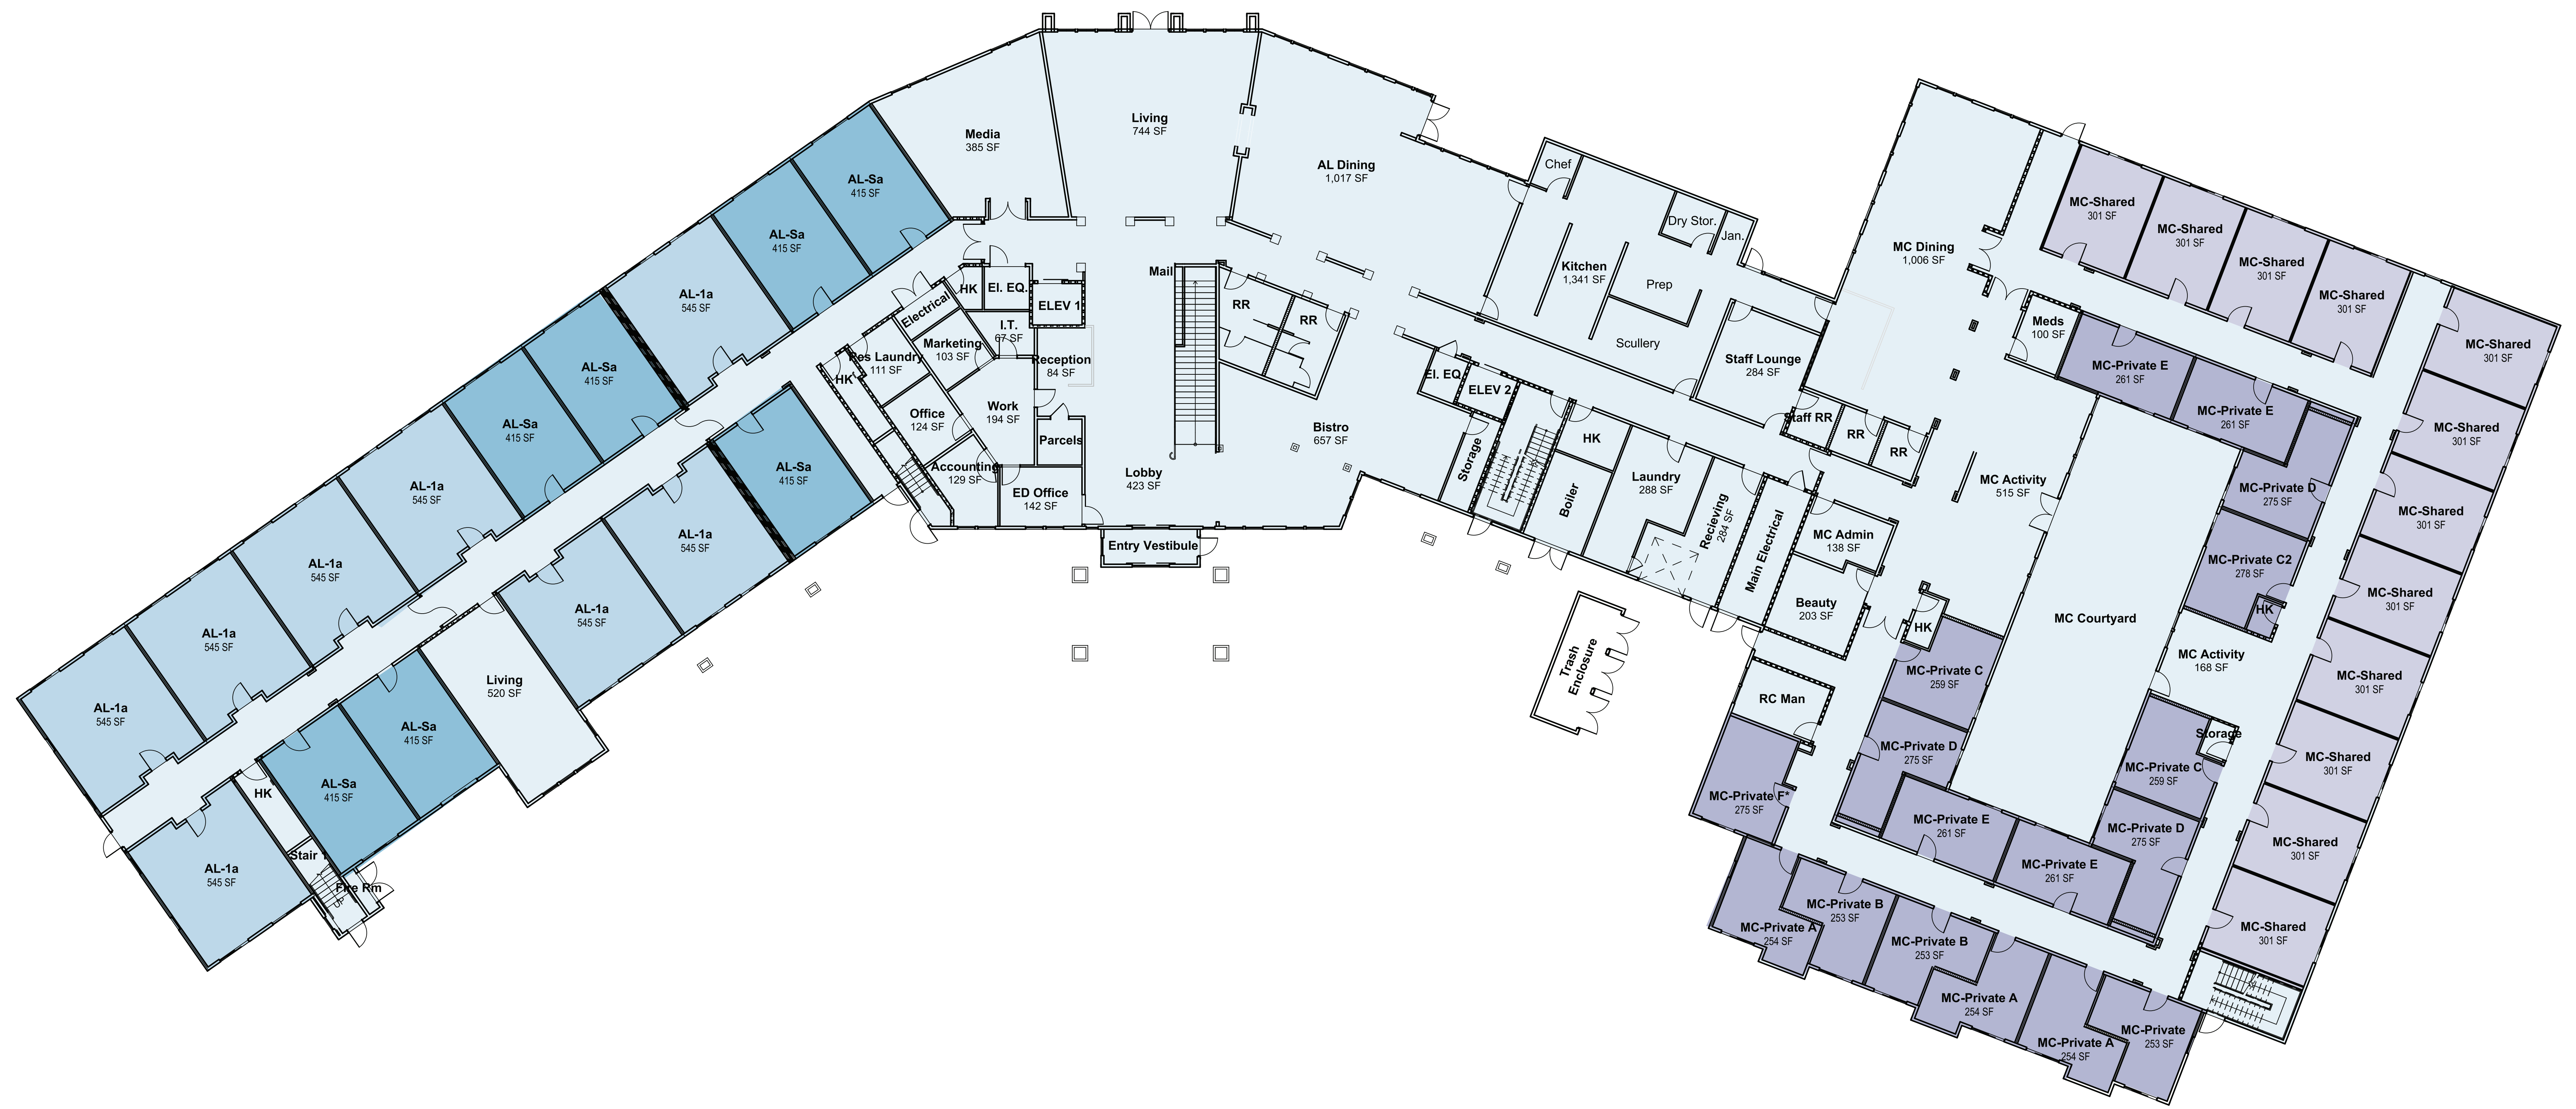 Media
385 SF
Living
744 SF
AL Dining
1,017 SF
Chef
Dry Stor.
Jan.
Kitchen
1,341 SF
Prep
Scullery
Staff Lounge
284 SF
MC Dining
1,006 SF
AL-Sa
415 SF
AL-Sa
415 SF
AL-1a
545 SF
AL-Sa
415 SF
AL-Sa
415 SF
AL-1a
545 SF
AL-1a
545 SF
AL-1a
545 SF
AL-1a
545 SF
AL-Sa
415 SF
AL-1a
545 SF
AL-1a
545 SF
Living
520 SF
AL-Sa
415 SF
AL-Sa
415 SF
HK
AL-1a
545 SF
Stair 1
UP
Fire Rm
HK
El. EQ.
ELEV 1
Electrical
I.T.
67 SF
Marketing
103 SF
Res Laundry
111 SF
HK
Reception
84 SF
Office
124 SF
Work
194 SF
Parcels
Accounting
129 SF
ED Office
142 SF
Mail
RR
RR
Lobby
423 SF
Bistro
657 SF
Entry Vestibule
El. EQ.
ELEV 2
Storage
HK
Boiler
Laundry
288 SF
Recieving
284 SF
Main Electrical
Staff RR
RR
RR
MC Admin
138 SF
Beauty
203 SF
HK
RC Man
Trash
Enclosure
MC Activity
515 SF
MC Courtyard
Meds
100 SF
MC-Shared
301 SF
MC-Shared
301 SF
MC-Shared
301 SF
MC-Shared
301 SF
MC-Shared
301 SF
MC-Shared
301 SF
MC-Shared
301 SF
MC-Shared
301 SF
MC-Shared
301 SF
MC-Shared
301 SF
MC-Shared
301 SF
MC-Shared
301 SF
MC-Private E
261 SF
MC-Private E
261 SF
MC-Private D
275 SF
MC-Private C2
278 SF
HK
MC Activity
168 SF
Storage
MC-Private C
259 SF
MC-Private D
275 SF
MC-Private C
259 SF
MC-Private D
275 SF
MC-Private E
261 SF
MC-Private E
261 SF
MC-Private F*
275 SF
MC-Private A
254 SF
MC-Private B
253 SF
MC-Private B
253 SF
MC-Private A
254 SF
MC-Private A
254 SF
MC-Private
253 SF